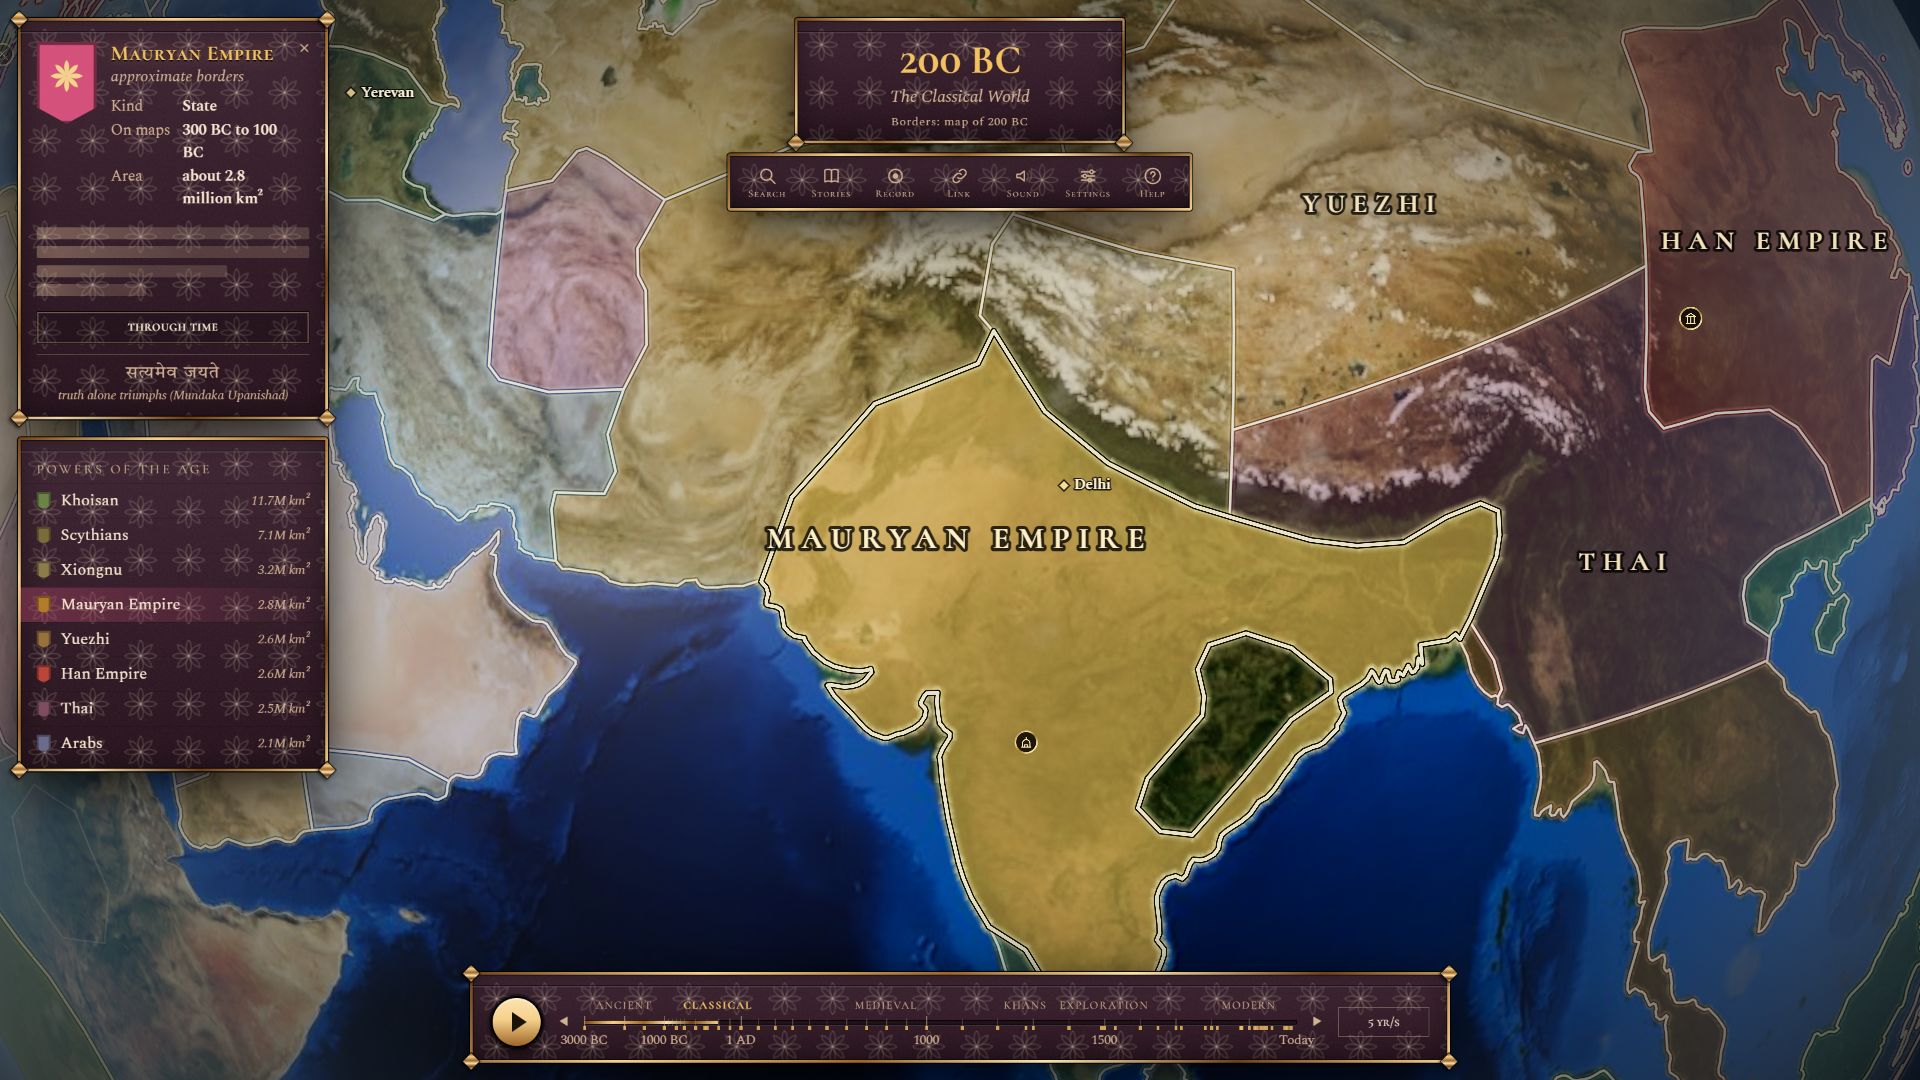 Mauryan Empire
approximate borders
Kind State
On maps 300 BC to 100 BC
Area about 2.8 million km²
THROUGH TIME
सत्यमेव जयते
truth alone triumphs (Mundaka Upanishad)
POWERS OF THE AGE
Khoisan 11.7M km²
Scythians 7.1M km²
Xiongnu 3.2M km²
Mauryan Empire 2.8M km²
Yuezhi 2.6M km²
Han Empire 2.6M km²
Thai 2.5M km²
Arabs 2.1M km²
200 BC
The Classical World
Borders: map of 200 BC
Search Stories Record Link Sound Settings Help
Yerevan
YUEZHI
HAN EMPIRE
Delhi
MAURYAN EMPIRE
THAI
ANCIENT CLASSICAL MEDIEVAL KHANS EXPLORATION MODERN
3000 BC 1000 BC 1 AD 1000 1500 Today
5 YR/S